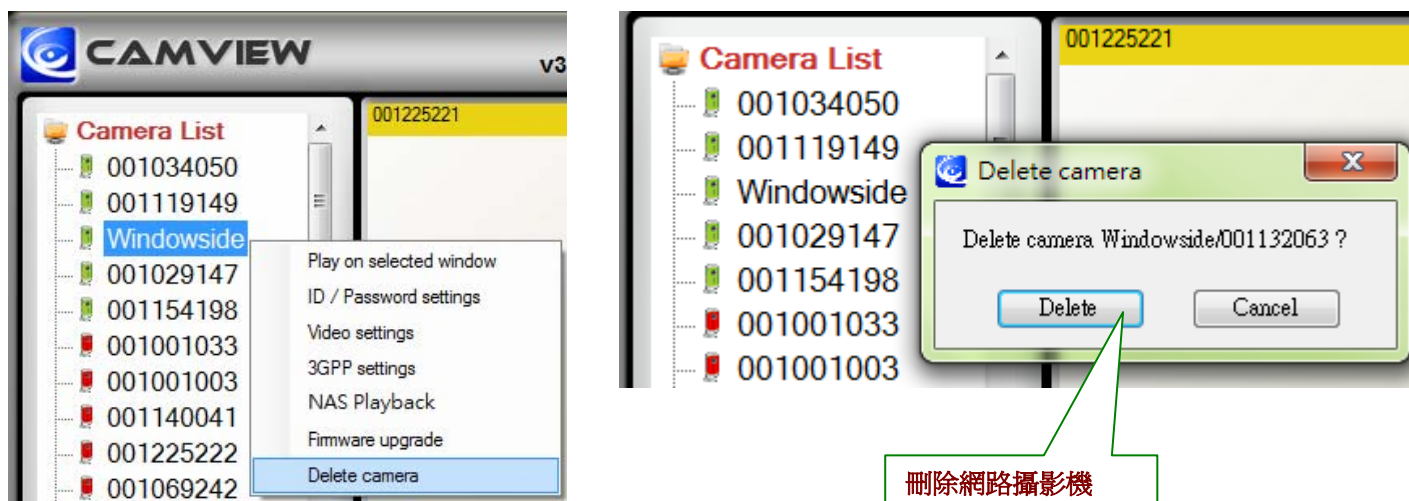 CAMVIEW
v3
Camera List
001034050
001119149
Windowside
001029147
001154198
001001033
001001003
001140041
001225222
001069242
001225221
Play on selected window
ID / Password settings
Video settings
3GPP settings
NAS Playback
Firmware upgrade
Delete camera
Camera List
001034050
001119149
Windowside
001029147
001154198
001001033
001001003
001225221
Delete camera
Delete camera Windowside/001132063 ?
Delete
Cancel
刪除網路攝影機